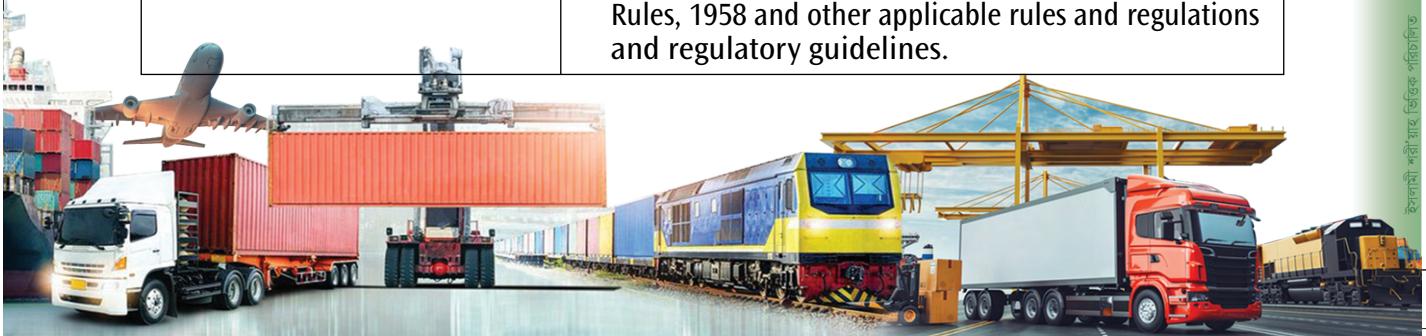 Rules, 1958 and other applicable rules and regulations
and regulatory guidelines.
ইসলামী শরী'য়াহ্ ভিত্তিক পরিচালিত